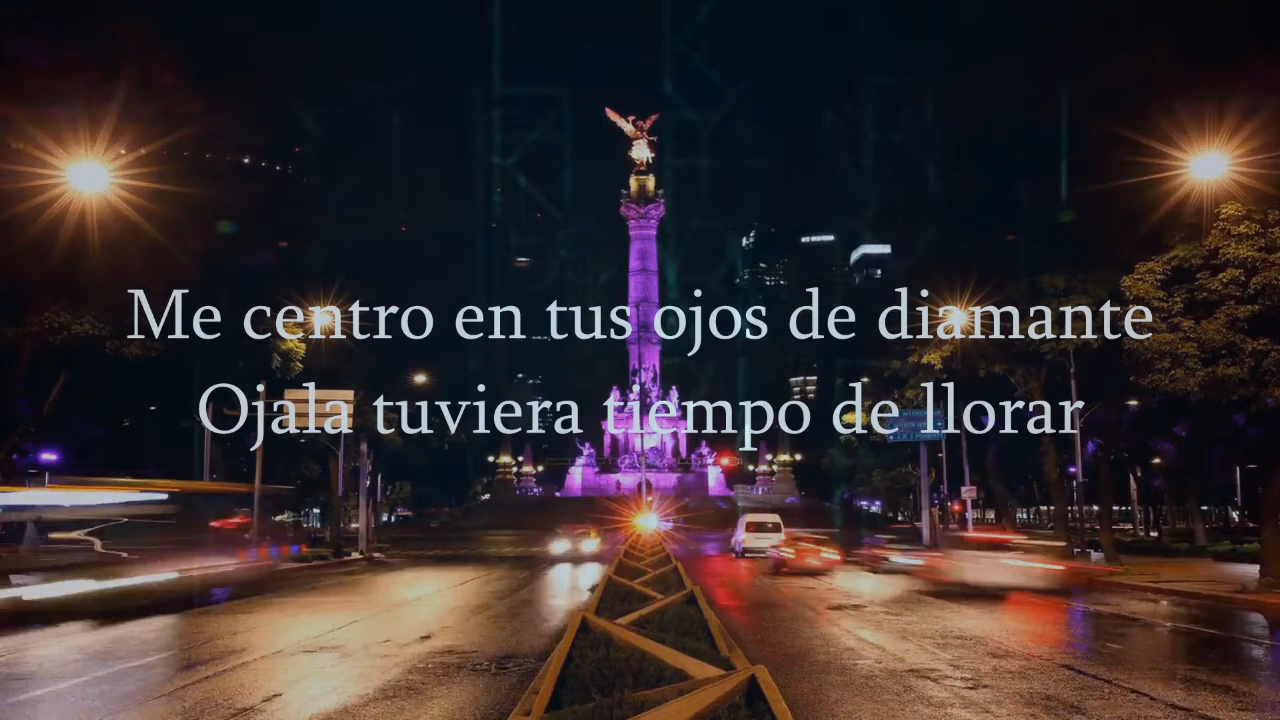 Me centro en tus ojos de diamante
Ojala tuviera tiempo de llorar